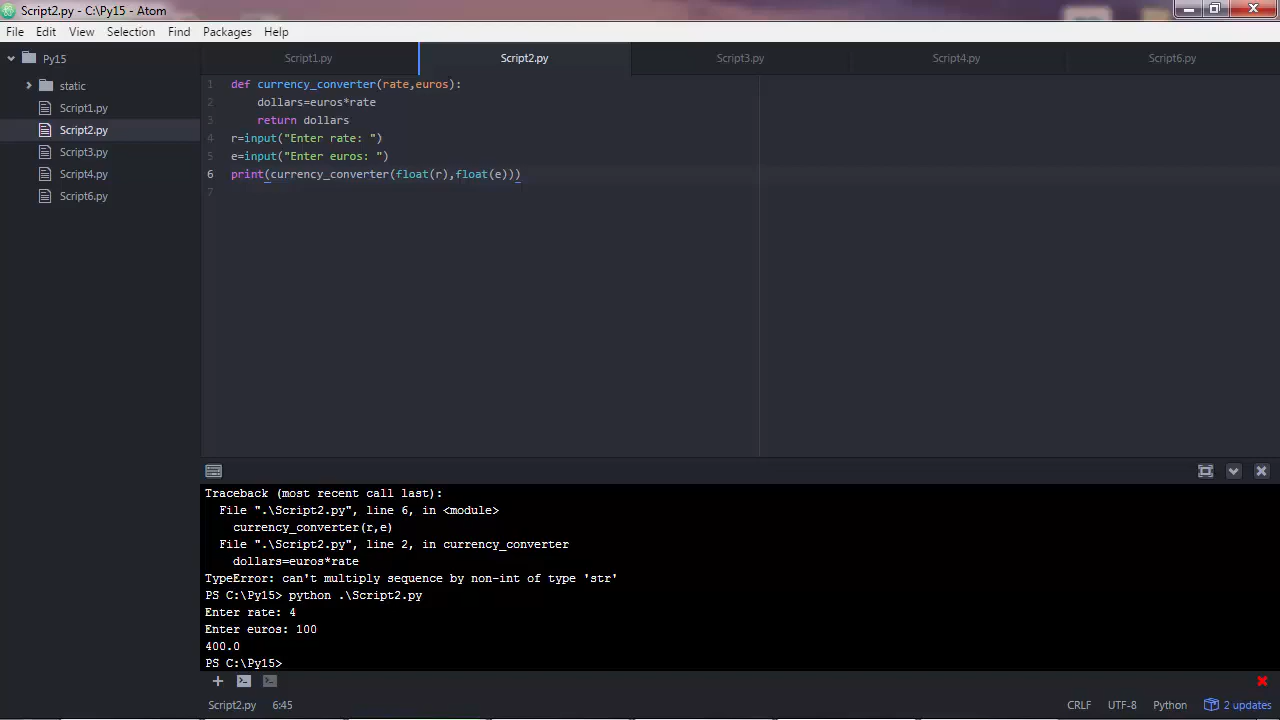 Script2.py - C:\Py15 - Atom
File Edit View Selection Find Packages Help
Py15
static
Script1.py
Script2.py
Script3.py
Script4.py
Script6.py
Script1.py Script2.py Script3.py Script4.py Script6.py
1 def currency_converter(rate,euros):
2     dollars=euros*rate
3     return dollars
4 r=input("Enter rate: ")
5 e=input("Enter euros: ")
6 print(currency_converter(float(r),float(e)))
7
Traceback (most recent call last):
  File ".\Script2.py", line 6, in <module>
    currency_converter(r,e)
  File ".\Script2.py", line 2, in currency_converter
    dollars=euros*rate
TypeError: can't multiply sequence by non-int of type 'str'
PS C:\Py15> python .\Script2.py
Enter rate: 4
Enter euros: 100
400.0
PS C:\Py15>
Script2.py 6:45 CRLF UTF-8 Python 2 updates